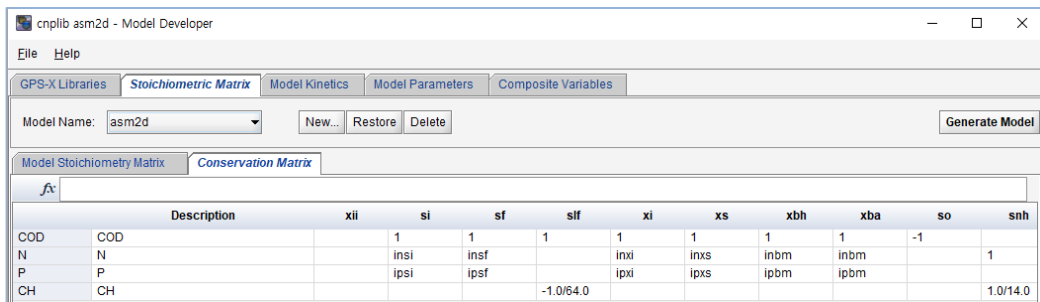 cnplib asm2d - Model Developer
File Help
GPS-X Libraries Stoichiometric Matrix Model Kinetics Model Parameters Composite Variables
Model Name: asm2d New... Restore Delete Generate Model
Model Stoichiometry Matrix Conservation Matrix
fx
Description xii si sf slf xi xs xbh xba so snh
COD COD 1 1 1 1 1 1 1 -1
N N insi insf inxi inxs inbm inbm 1
P P ipsi ipsf ipxi ipxs ipbm ipbm
CH CH -1.0/64.0 1.0/14.0